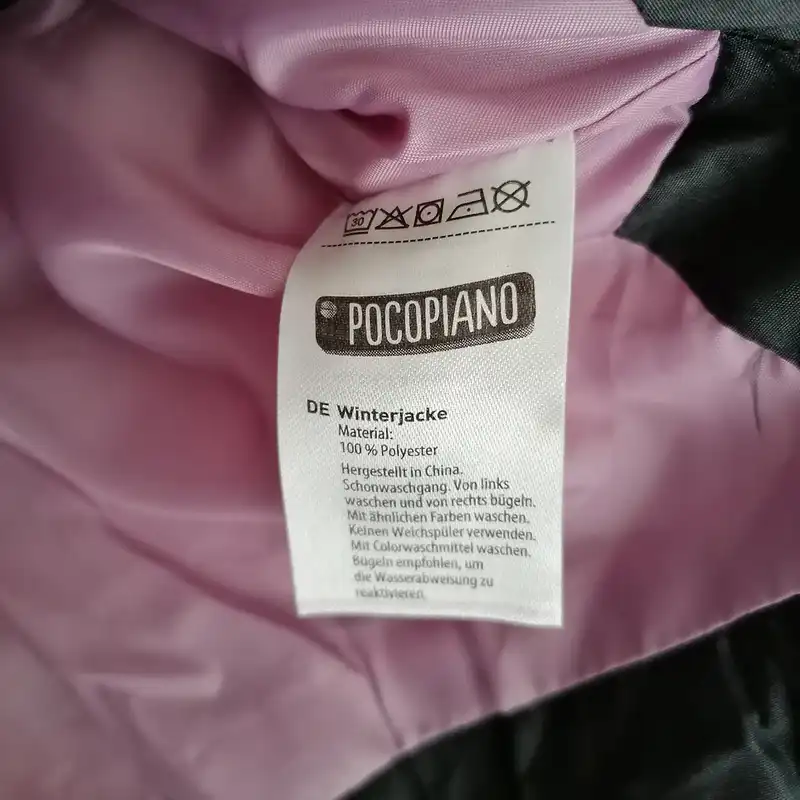 30
POCOPIANO
DE Winterjacke
Material:
100 % Polyester
Hergestellt in China.
Schonwaschgang. Von links
waschen und von rechts bügeln.
Mit ähnlichen Farben waschen.
Keinen Weichspüler verwenden.
Mit Colorwaschmittel waschen.
Bügeln empfohlen, um
die Wasserabweisung zu
reaktivieren.